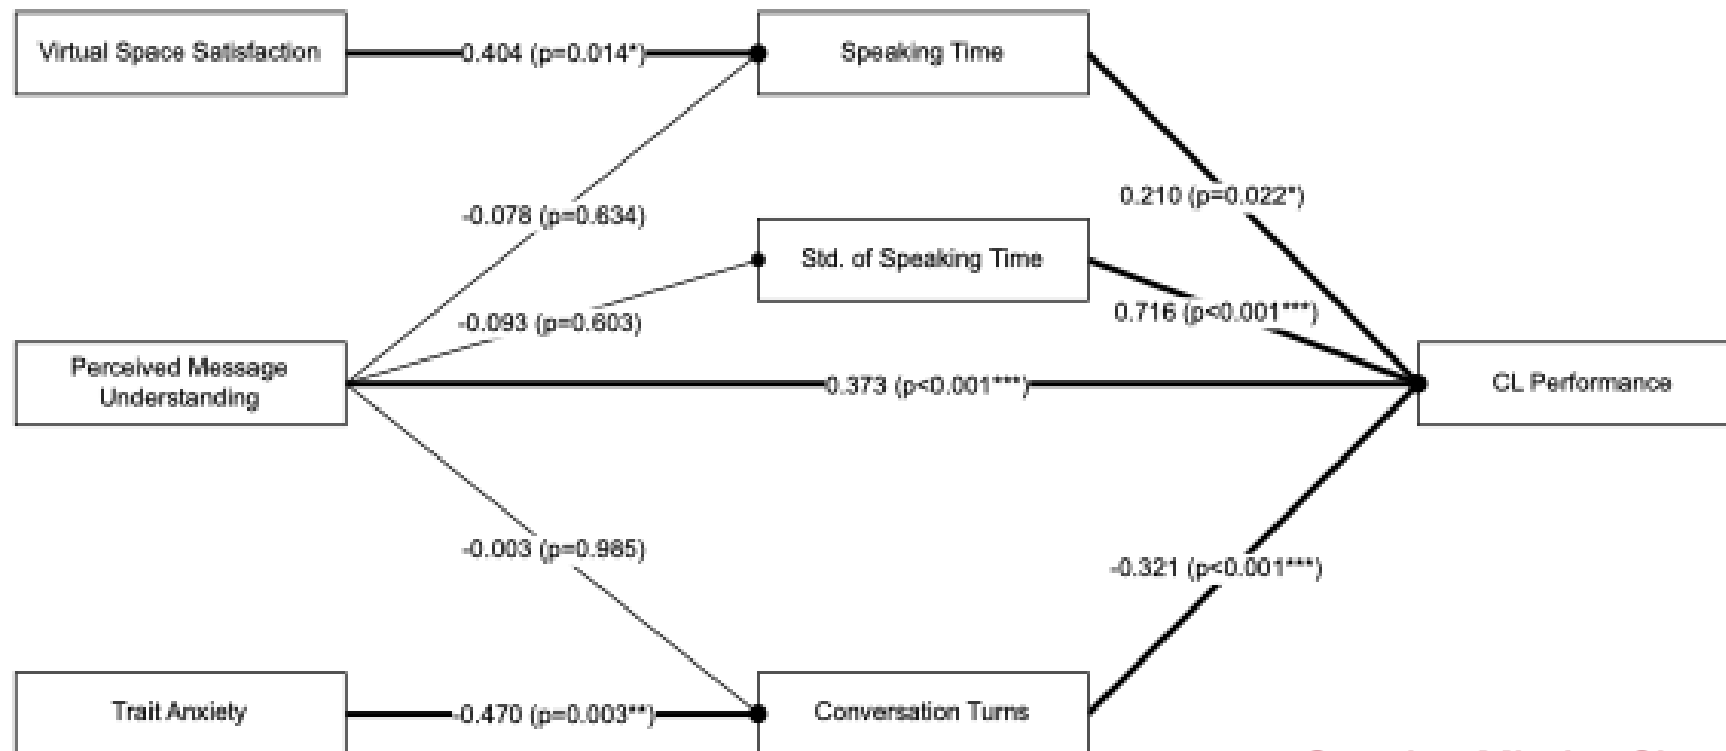 Virtual Space Satisfaction
0.404 (p=0.014*)
Speaking Time
-0.078 (p=0.634)
0.210 (p=0.022*)
Std. of Speaking Time
-0.093 (p=0.603)
0.716 (p<0.001***)
Perceived Message
Understanding
0.373 (p<0.001***)
CL Performance
-0.003 (p=0.985)
-0.321 (p<0.001***)
Trait Anxiety
-0.470 (p=0.003**)
Conversation Turns